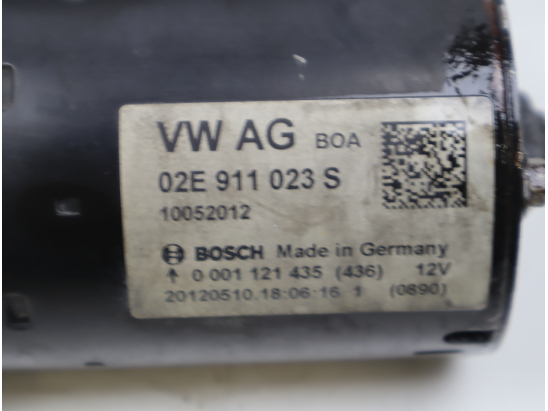 VW AG BOA
02E 911 023 S
10052012
BOSCH Made in Germany
↑ 0 001 121 435 (436) 12V
20120510.18:06:16 1 (0890)